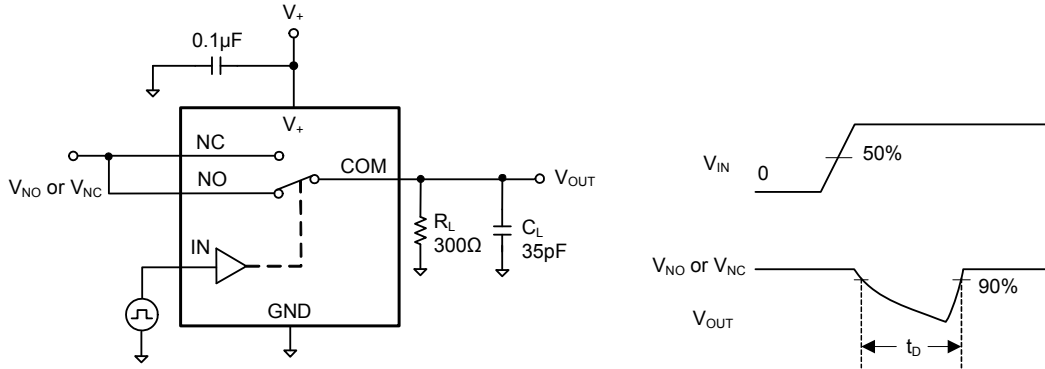 V+
0.1µF
V+
NC
COM
NO
VNO or VNC
VOUT
RL
300Ω
CL
35pF
IN
GND
VIN
0
50%
VNO or VNC
90%
VOUT
tD